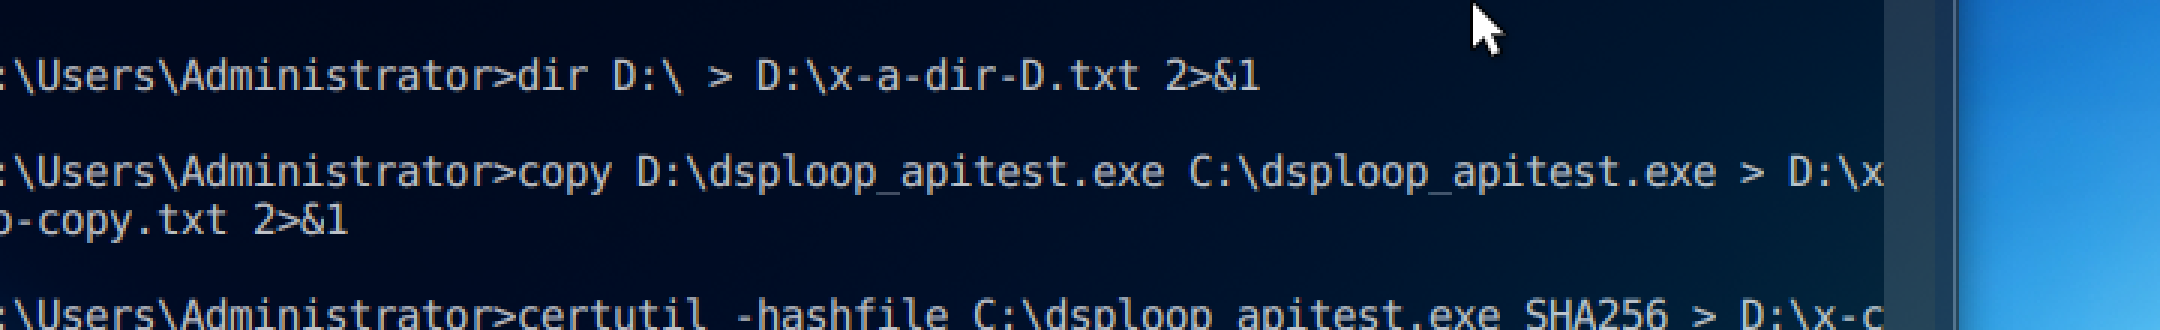 :\Users\Administrator>dir D:\ > D:\x-a-dir-D.txt 2>&1
:\Users\Administrator>copy D:\dsploop_apitest.exe C:\dsploop_apitest.exe > D:\x
b-copy.txt 2>&1
:\Users\Administrator>certutil -hashfile C:\dsploop_apitest.exe SHA256 > D:\x-c